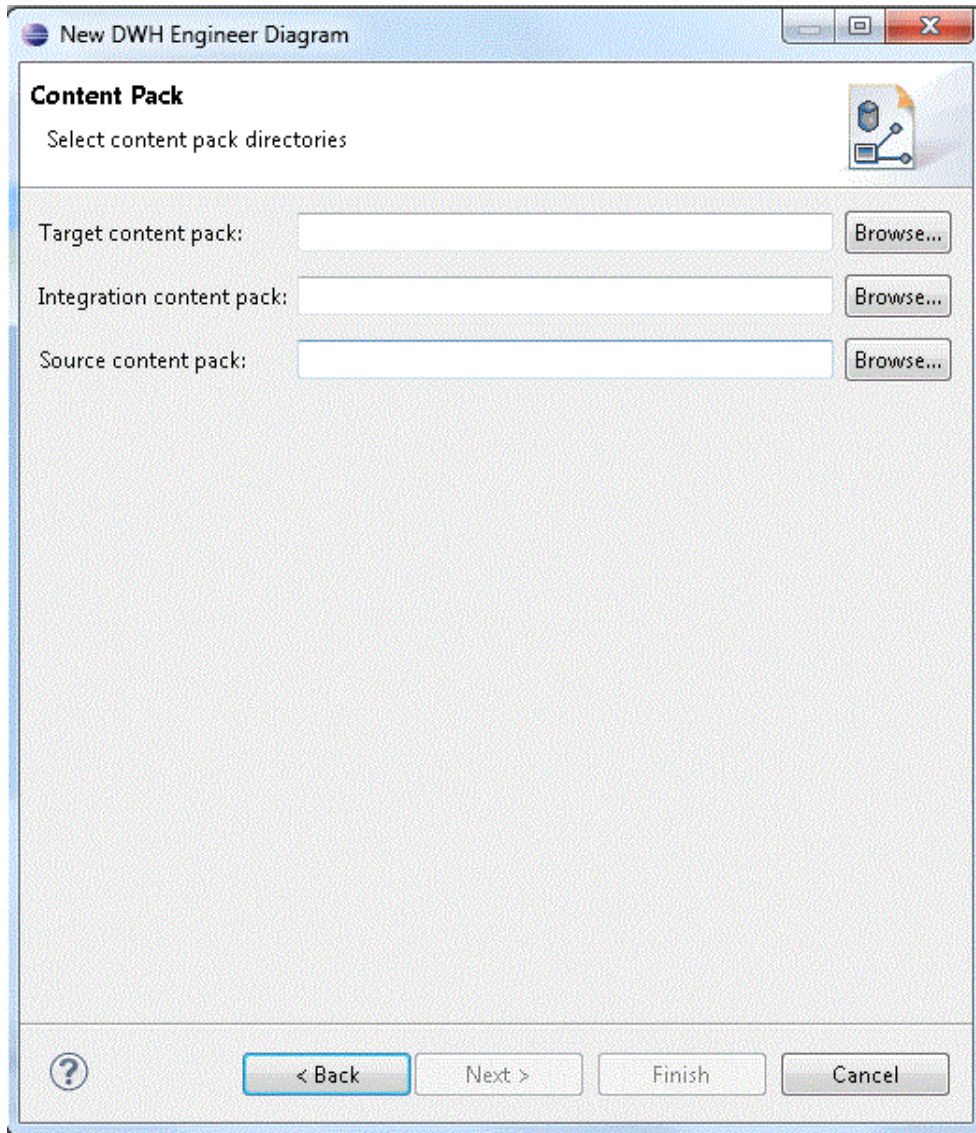 New DWH Engineer Diagram
Content Pack
Select content pack directories
Target content pack: Browse...
Integration content pack: Browse...
Source content pack: Browse...
? < Back Next > Finish Cancel